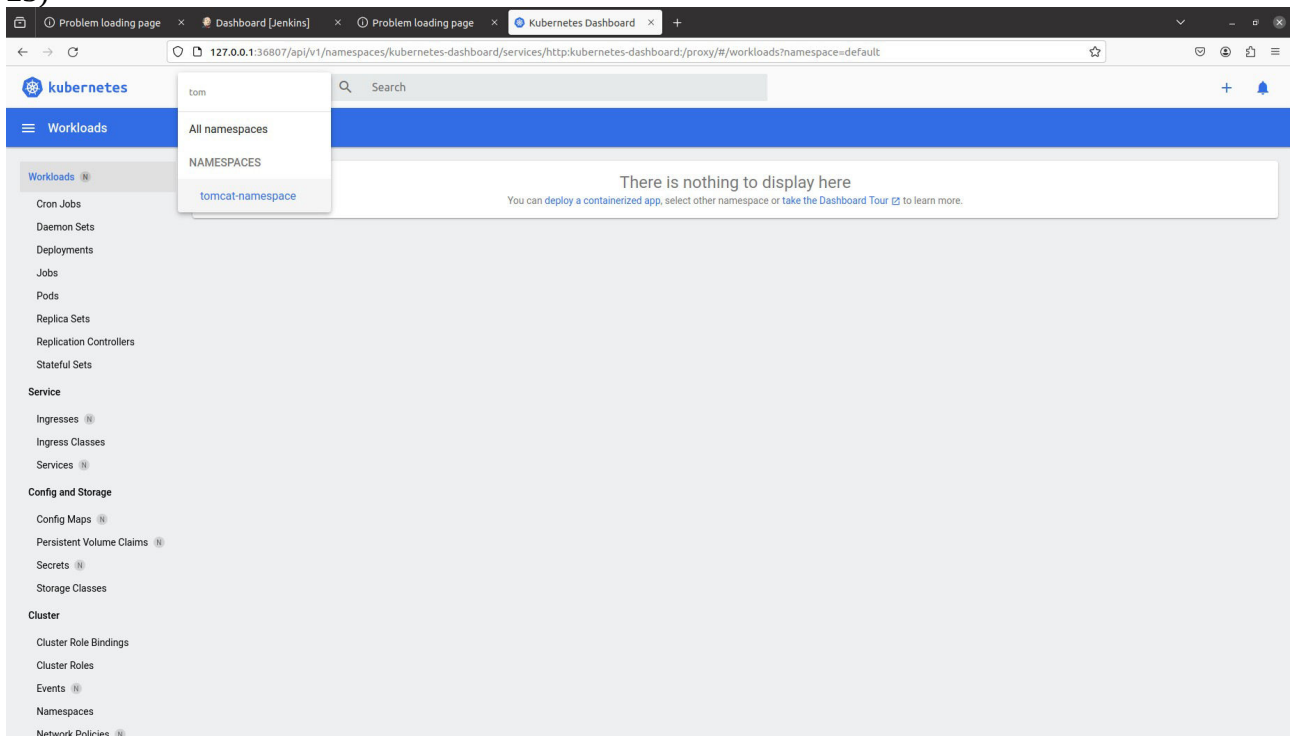 Problem loading page
Dashboard [Jenkins]
Problem loading page
Kubernetes Dashboard
127.0.0.1:36807/api/v1/namespaces/kubernetes-dashboard/services/http:kubernetes-dashboard:/proxy/#/workloads?namespace=default
kubernetes
tom
Search
Workloads
All namespaces
NAMESPACES
tomcat-namespace
There is nothing to display here
You can deploy a containerized app, select other namespace or take the Dashboard Tour to learn more.
Workloads N
Cron Jobs
Daemon Sets
Deployments
Jobs
Pods
Replica Sets
Replication Controllers
Stateful Sets
Service
Ingresses N
Ingress Classes
Services N
Config and Storage
Config Maps N
Persistent Volume Claims N
Secrets N
Storage Classes
Cluster
Cluster Role Bindings
Cluster Roles
Events N
Namespaces
Network Policies N